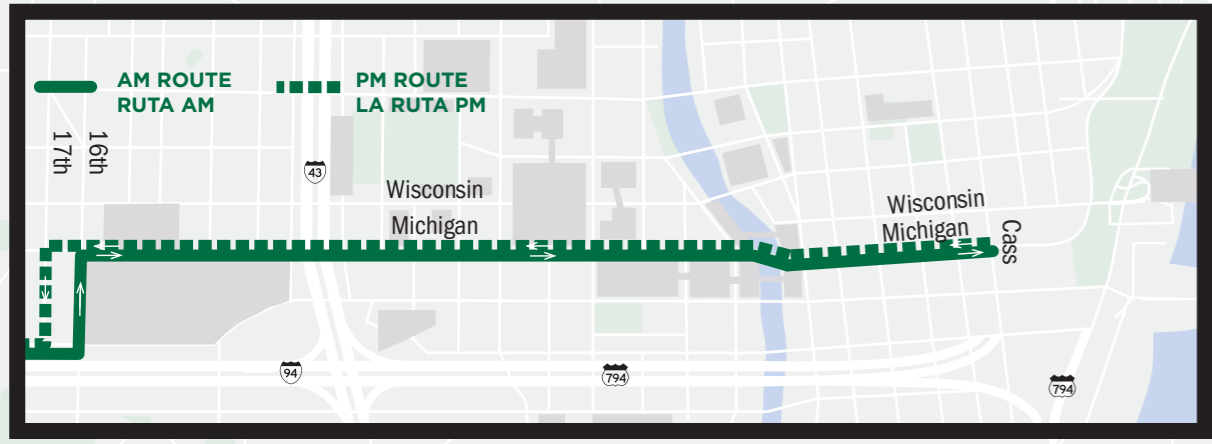 AM ROUTE
RUTA AM
PM ROUTE
LA RUTA PM
17th
16th
43
Wisconsin
Michigan
Wisconsin
Michigan
Cass
94
794
794